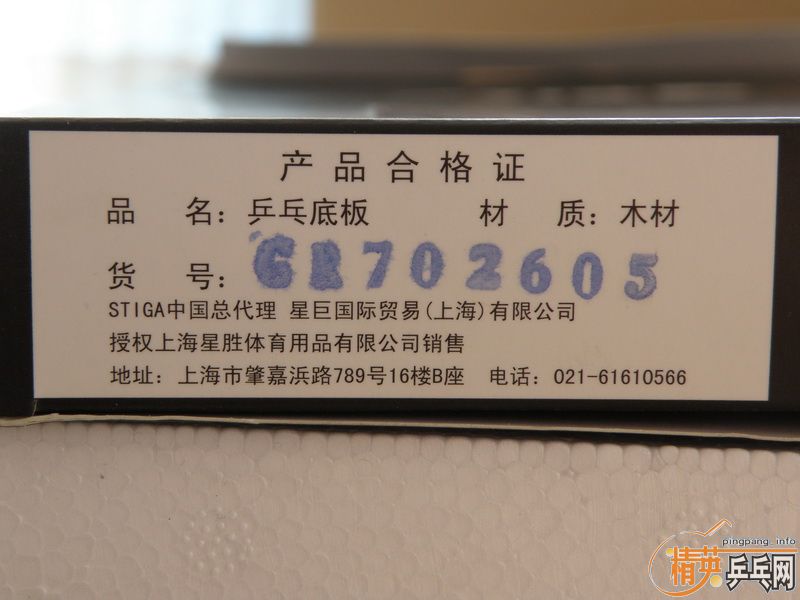 产品合格证
品 名：乒乓底板 材 质：木材
货 号：CR702605
STIGA中国总代理 星巨国际贸易(上海)有限公司
授权上海星胜体育用品有限公司销售
地址：上海市肇嘉浜路789号16楼B座 电话：021-61610566
pingpang_info
精英乒乓网